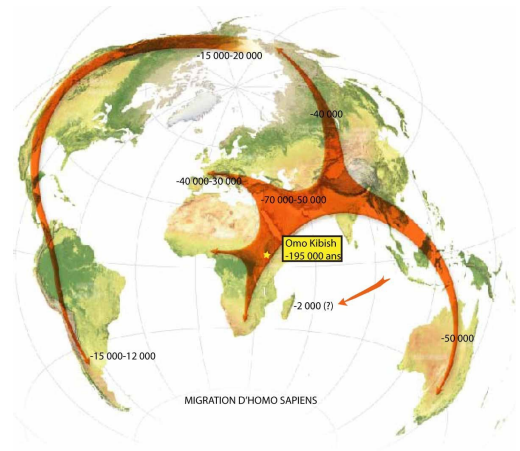 -15 000-20 000
-40 000
-40 000-30 000
-70 000-50 000
Omo Kibish
-195 000 ans
-2 000 (?)
-50 000
-15 000-12 000
MIGRATION D'HOMO SAPIENS